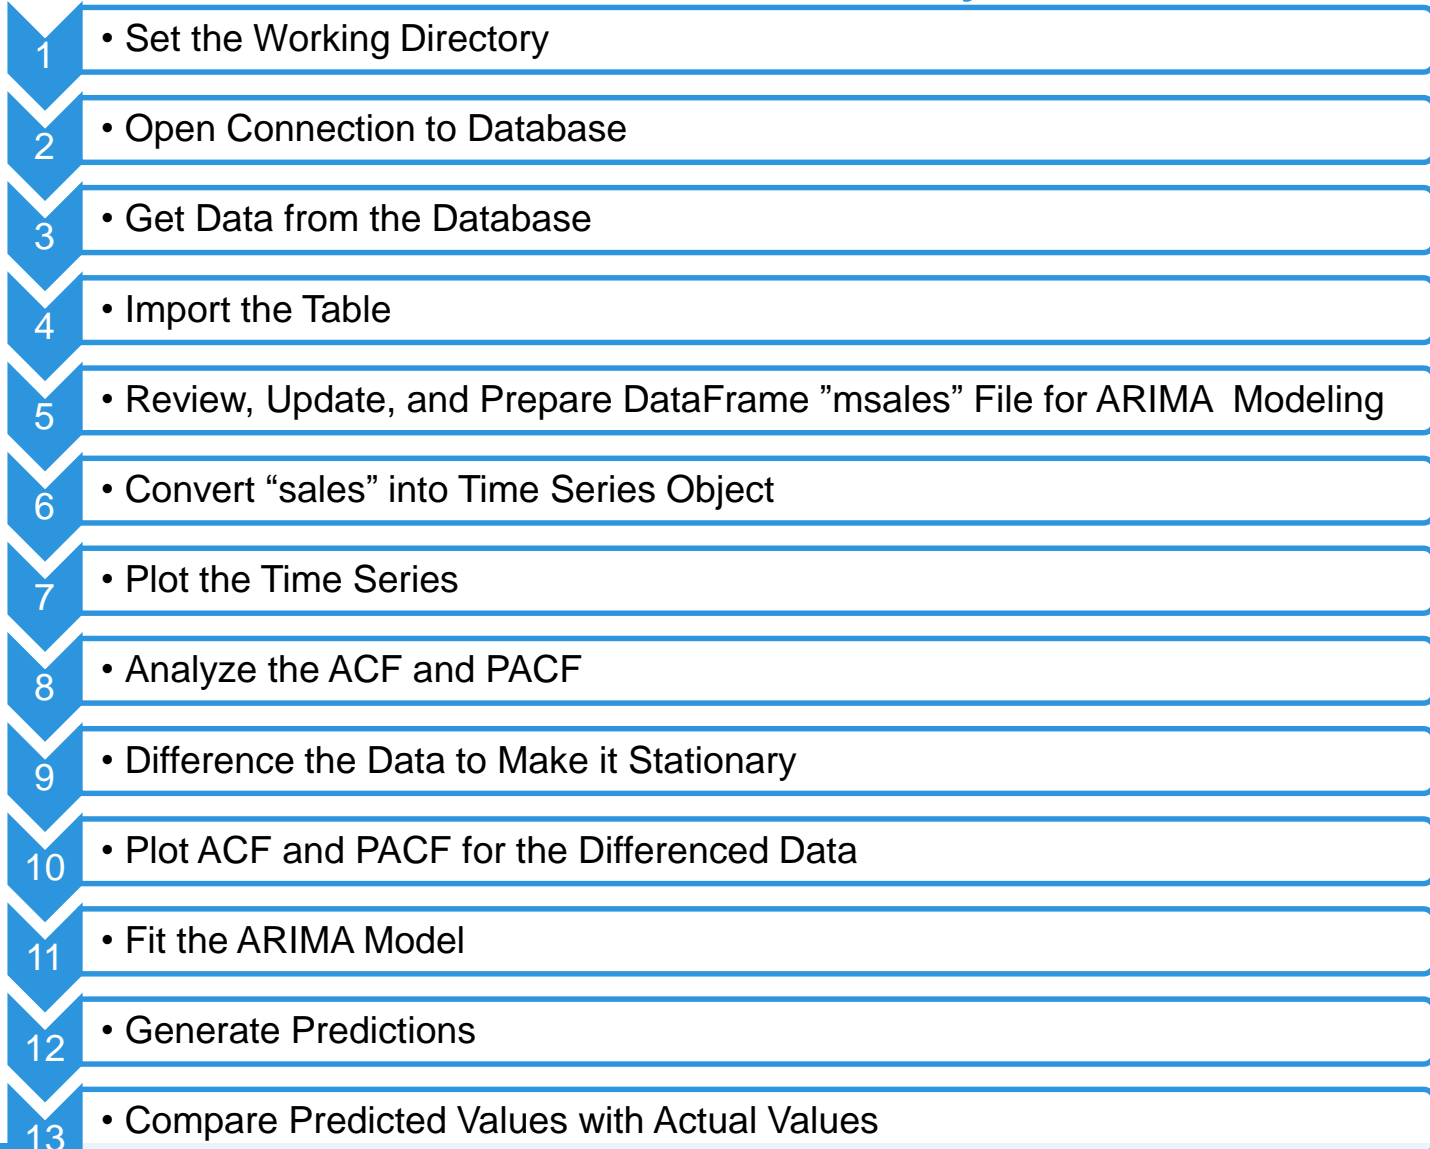 1
• Set the Working Directory
2
• Open Connection to Database
3
• Get Data from the Database
4
• Import the Table
5
• Review, Update, and Prepare DataFrame ”msales” File for ARIMA  Modeling
6
• Convert “sales” into Time Series Object
7
• Plot the Time Series
8
• Analyze the ACF and PACF
9
• Difference the Data to Make it Stationary
10
• Plot ACF and PACF for the Differenced Data
11
• Fit the ARIMA Model
12
• Generate Predictions
13
• Compare Predicted Values with Actual Values